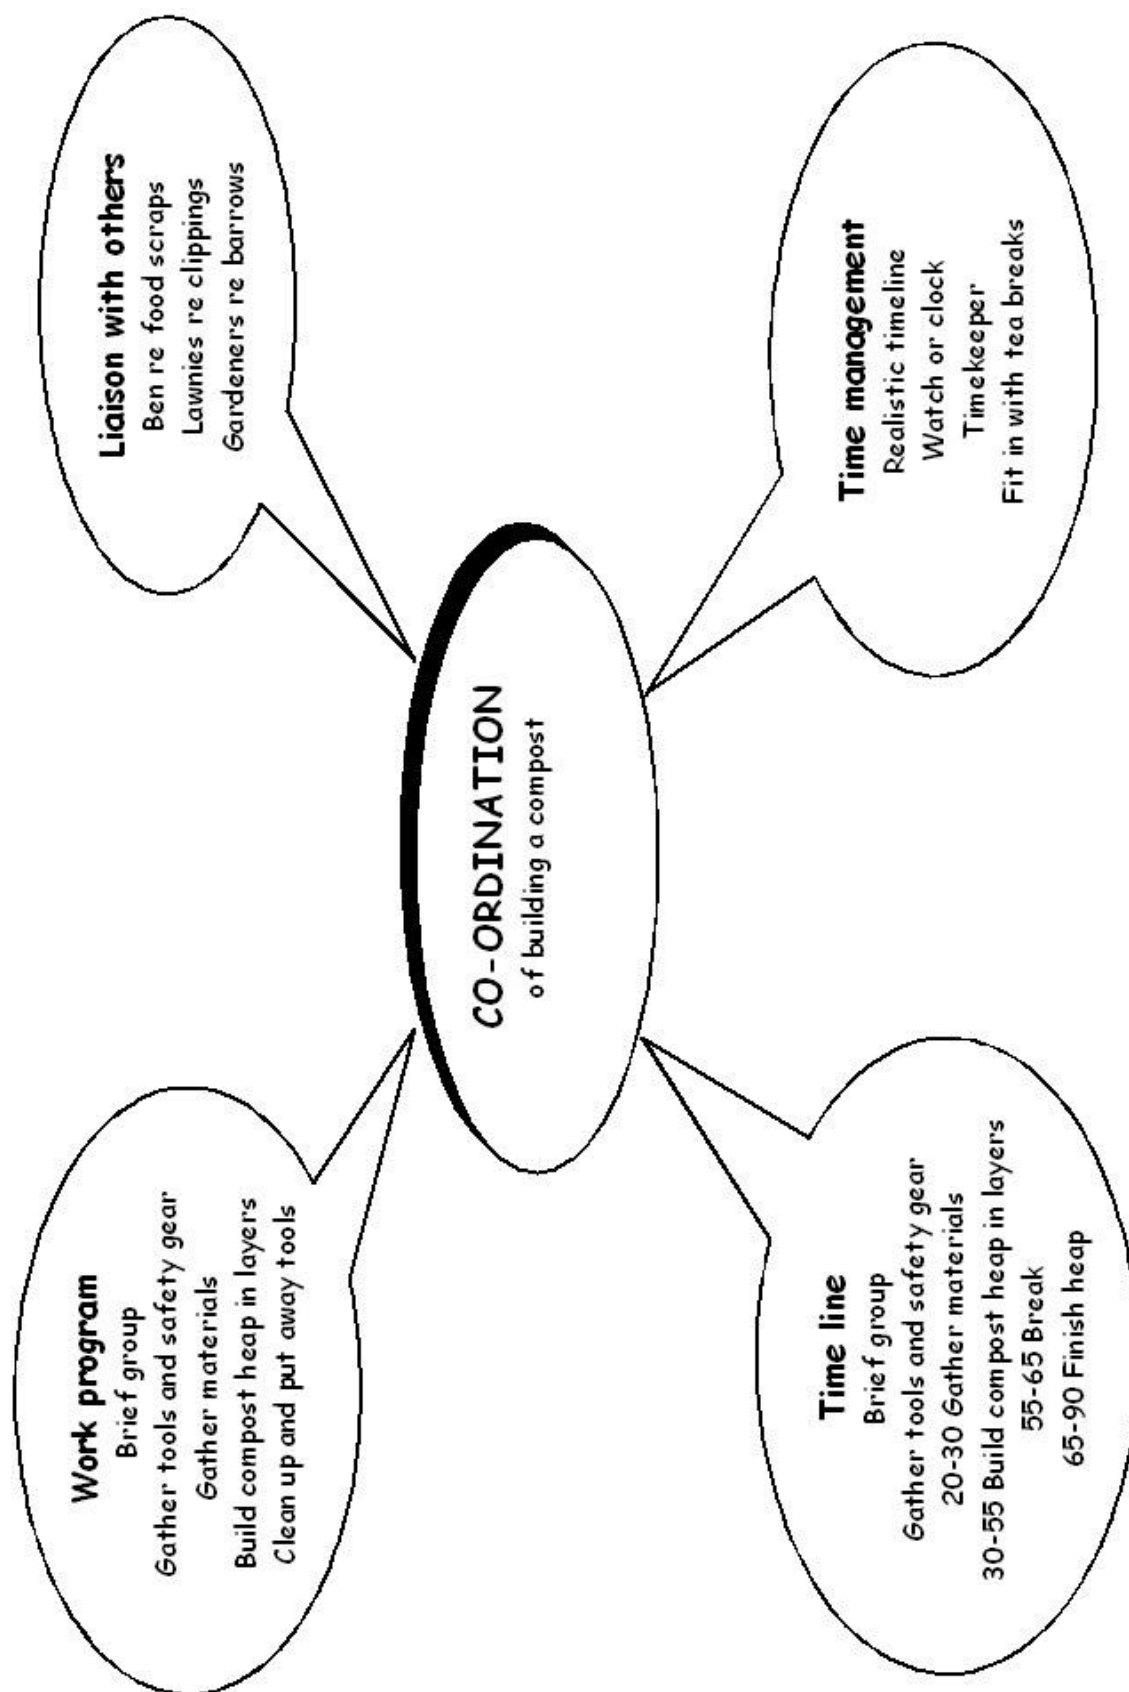 Work program
Brief group
Gather tools and safety gear
Gather materials
Build compost heap in layers
Clean up and put away tools
Liaison with others
Ben re food scraps
Lawnies re clippings
Gardeners re barrows
CO-ORDINATION
of building a compost
Time line
Brief group
Gather tools and safety gear
20-30 Gather materials
30-55 Build compost heap in layers
55-65 Break
65-90 Finish heap
Time management
Realistic timeline
Watch or clock
Timekeeper
Fit in with tea breaks